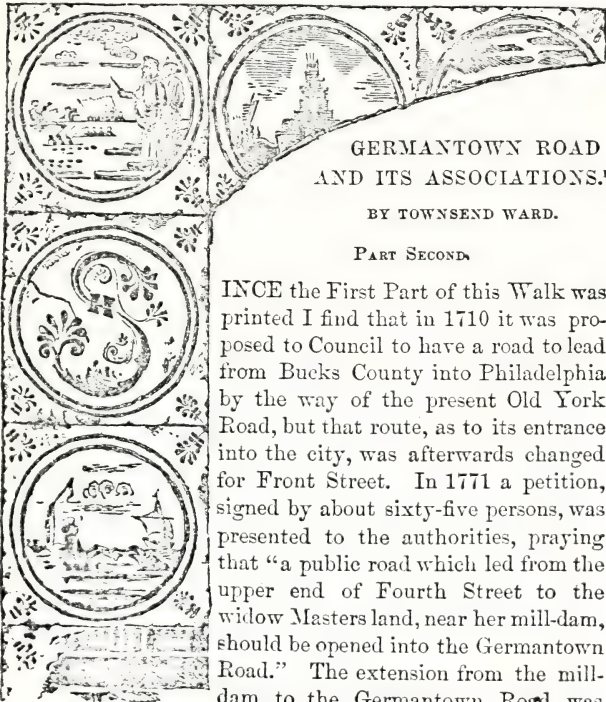 GERMANTOWN ROAD
AND ITS ASSOCIATIONS.¹
BY TOWNSEND WARD.
PART SECOND.
SINCE the First Part of this Walk was
printed I find that in 1710 it was pro-
posed to Council to have a road to lead
from Bucks County into Philadelphia
by the way of the present Old York
Road, but that route, as to its entrance
into the city, was afterwards changed
for Front Street. In 1771 a petition,
signed by about sixty-five persons, was
presented to the authorities, praying
that “a public road which led from the
upper end of Fourth Street to the
widow Masters land, near her mill-dam,
should be opened into the Germantown
Road.” The extension from the mill-
dam to the Germantown Road was